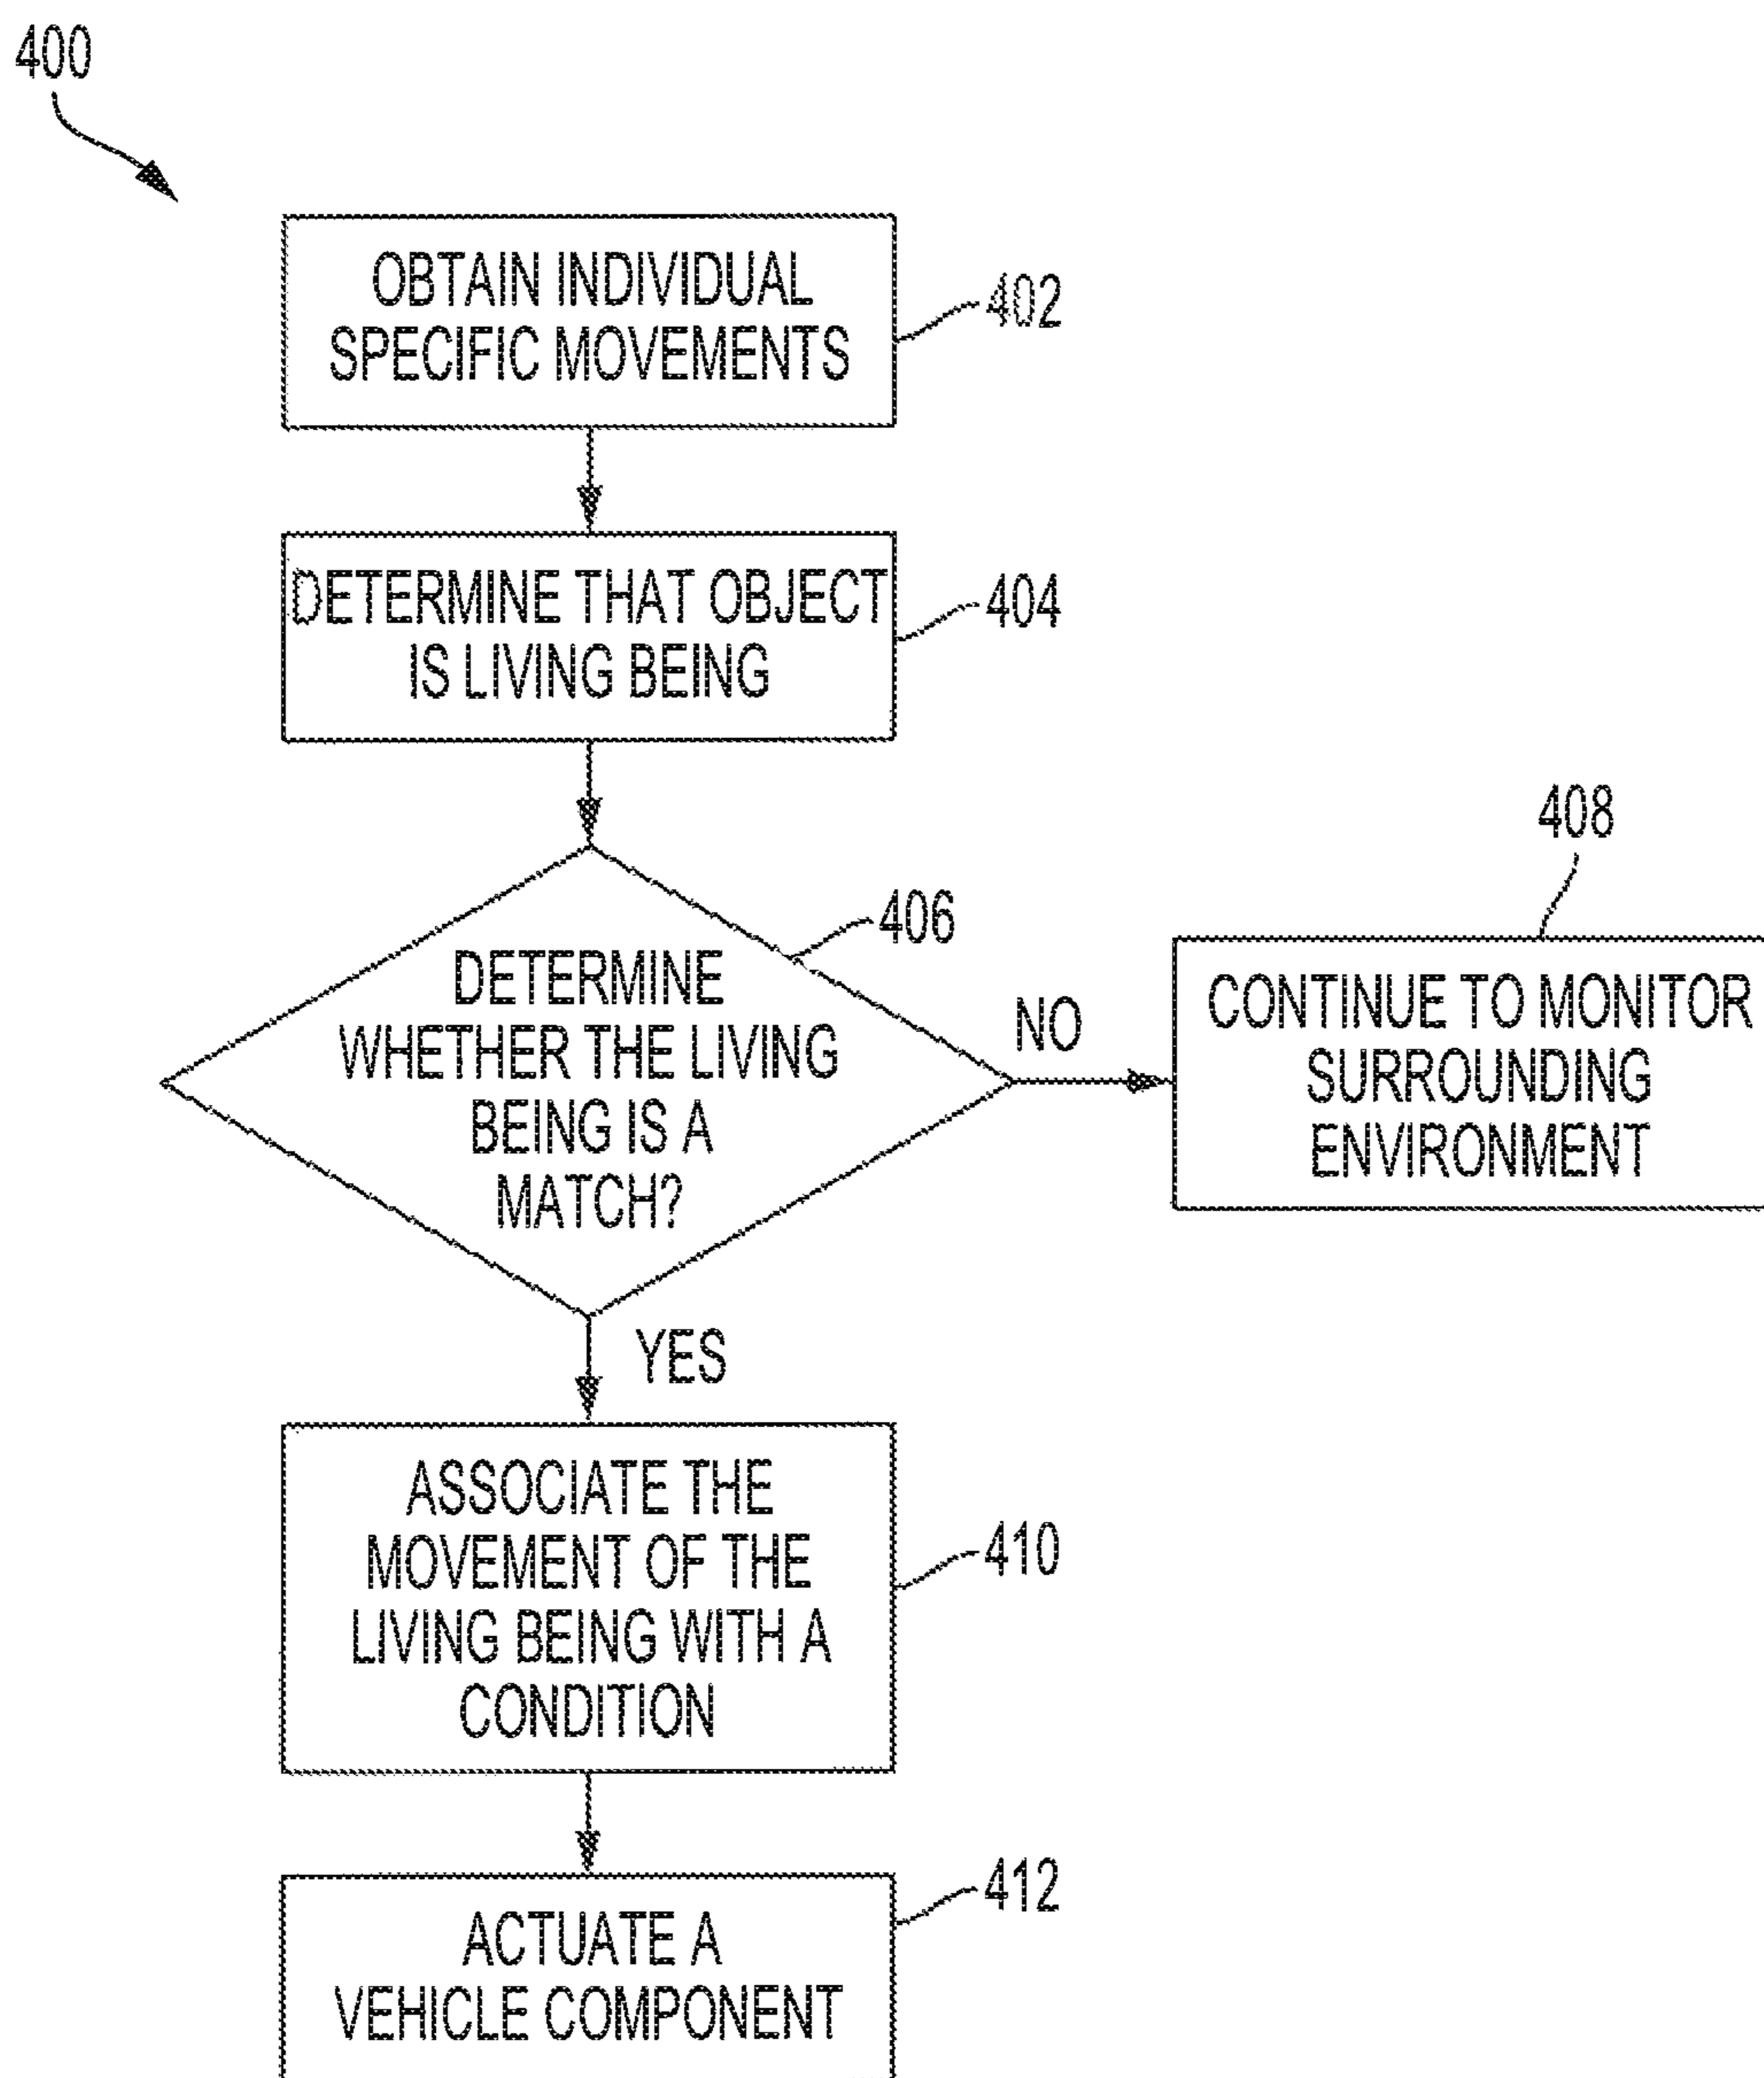 400
OBTAIN INDIVIDUAL
SPECIFIC MOVEMENTS
402
DETERMINE THAT OBJECT
IS LIVING BEING
404
DETERMINE
WHETHER THE LIVING
BEING IS A
MATCH?
406
NO
408
CONTINUE TO MONITOR
SURROUNDING
ENVIRONMENT
YES
ASSOCIATE THE
MOVEMENT OF THE
LIVING BEING WITH A
CONDITION
410
ACTUATE A
VEHICLE COMPONENT
412